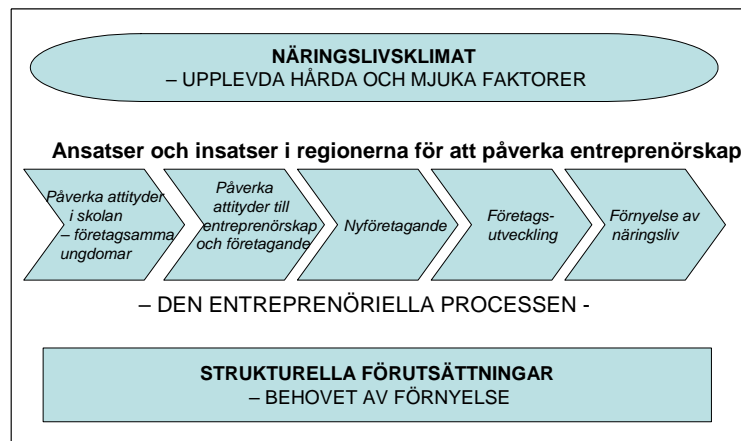 NÄRINGSLIVSKLIMAT
– UPPLEVDA HÅRDA OCH MJUKA FAKTORER
Ansatser och insatser i regionerna för att påverka entreprenörskap
Påverka attityder
i skolan
– företagsamma
ungdomar
Påverka
attityder till
entreprenörskap
och företagande
Nyföretagande
Företags-
utveckling
Förnyelse av
näringsliv
– DEN ENTREPRENÖRIELLA PROCESSEN -
STRUKTURELLA FÖRUTSÄTTNINGAR
– BEHOVET AV FÖRNYELSE